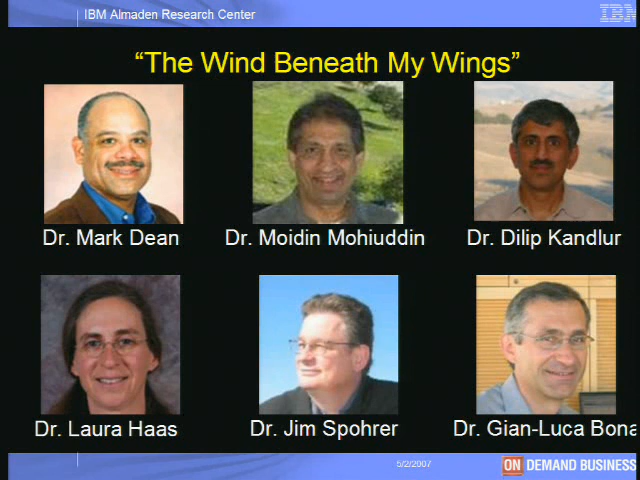 IBM Almaden Research Center
IBM
“The Wind Beneath My Wings”
Dr. Mark Dean
Dr. Moidin Mohiuddin
Dr. Dilip Kandlur
Dr. Laura Haas
Dr. Jim Spohrer
Dr. Gian-Luca Bona
5/2/2007
ON DEMAND BUSINESS